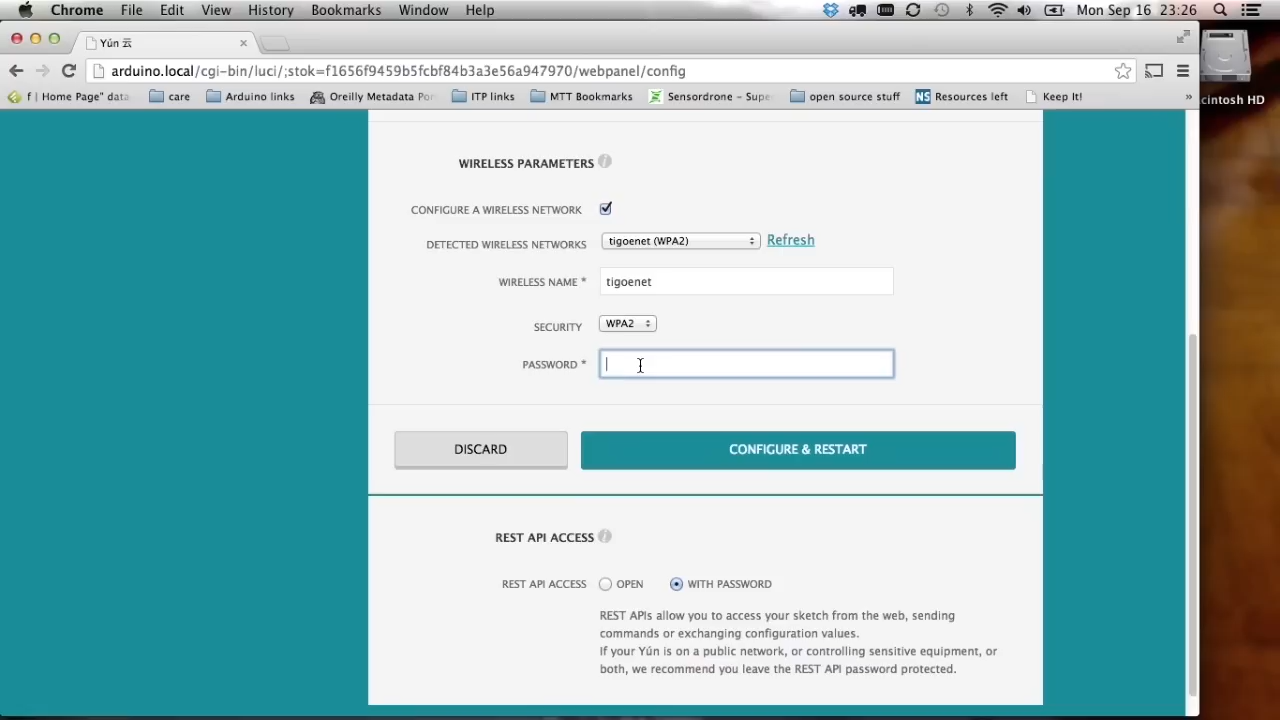 Chrome File Edit View History Bookmarks Window Help Mon Sep 16 23:26
Yún 云
arduino.local/cgi-bin/luci/;stok=f1656f9459b5fcbf84b3a3e56a947970/webpanel/config
f | Home Page" data care Arduino links Oreilly Metadata Por ITP links MTT Bookmarks Sensordrone – Supe open source stuff NS Resources left Keep It! »
cintosh HD
WIRELESS PARAMETERS i
CONFIGURE A WIRELESS NETWORK
DETECTED WIRELESS NETWORKS tigoenet (WPA2) Refresh
WIRELESS NAME * tigoenet
SECURITY WPA2
PASSWORD *
DISCARD CONFIGURE & RESTART
REST API ACCESS i
REST API ACCESS OPEN WITH PASSWORD
REST APIs allow you to access your sketch from the web, sending
commands or exchanging configuration values.
If your Yún is on a public network, or controlling sensitive equipment, or
both, we recommend you leave the REST API password protected.